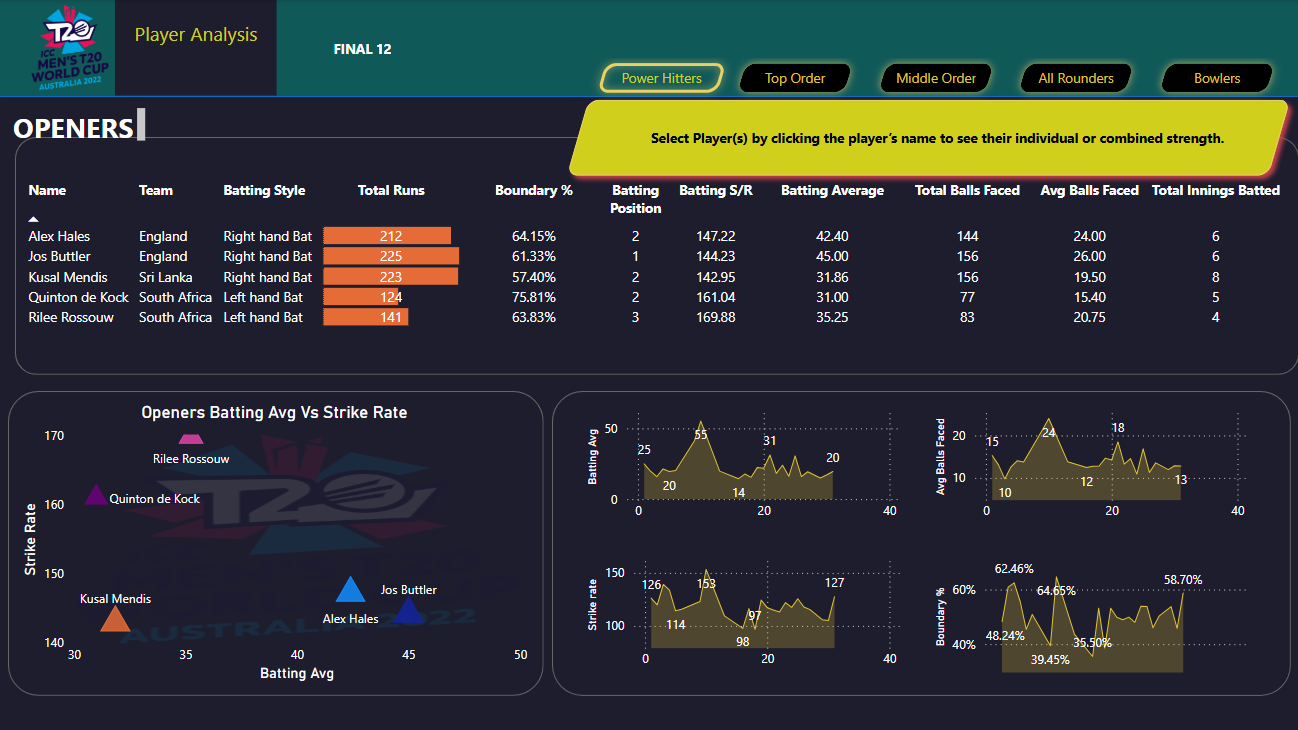 T20
ICC
MEN'S T20
WORLD CUP
AUSTRALIA 2022
Player Analysis
FINAL 12
Power Hitters
Top Order
Middle Order
All Rounders
Bowlers
OPENERS
Select Player(s) by clicking the player's name to see their individual or combined strength.
Name Team Batting Style Total Runs Boundary % Batting Position Batting S/R Batting Average Total Balls Faced Avg Balls Faced Total Innings Batted
Alex Hales England Right hand Bat 212 64.15% 2 147.22 42.40 144 24.00 6
Jos Buttler England Right hand Bat 225 61.33% 1 144.23 45.00 156 26.00 6
Kusal Mendis Sri Lanka Right hand Bat 223 57.40% 2 142.95 31.86 156 19.50 8
Quinton de Kock South Africa Left hand Bat 124 75.81% 2 161.04 31.00 77 15.40 5
Rilee Rossouw South Africa Left hand Bat 141 63.83% 3 169.88 35.25 83 20.75 4
Openers Batting Avg Vs Strike Rate
Strike Rate
170
160
150
140
Rilee Rossouw
Quinton de Kock
Kusal Mendis
Jos Buttler
Alex Hales
T20
AUSTRALIA 2022
30 35 40 45 50
Batting Avg
Batting Avg
50
0
25
20
55
14
31
20
0 20 40
Avg Balls Faced
20
10
15
10
24
12
18
13
0 20 40
Strike rate
150
100
126
114
153
98
97
127
0 20 40
Boundary %
60%
40%
62.46%
48.24%
39.45%
64.65%
35.50%
58.70%